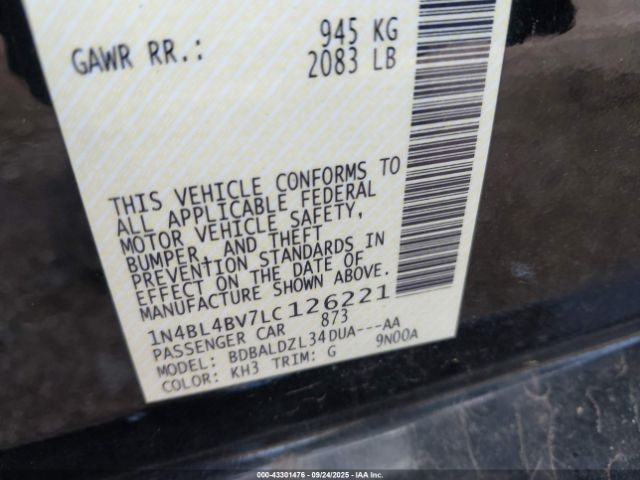 GAWR RR.: 945 KG
2083 LB
THIS VEHICLE CONFORMS TO
ALL APPLICABLE FEDERAL
MOTOR VEHICLE SAFETY,
BUMPER, AND THEFT
PREVENTION STANDARDS IN
EFFECT ON THE DATE OF
MANUFACTURE SHOWN ABOVE.
1N4BL4BV7LC126221
PASSENGER CAR 873
MODEL: BDBALDZL34DUA---AA
COLOR: KH3 TRIM: G 9N00A
000-43301476 - 09/24/2025 - IAA Inc.